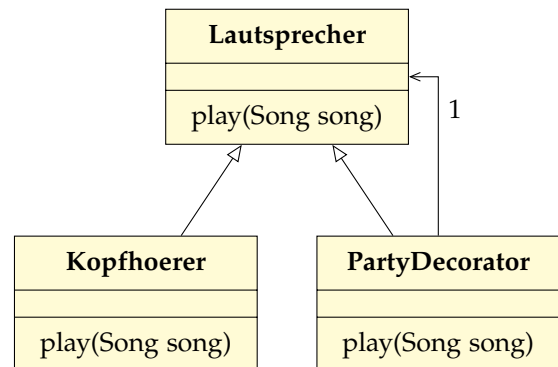 Lautsprecher
play(Song song)
1
Kopfhoerer
play(Song song)
PartyDecorator
play(Song song)